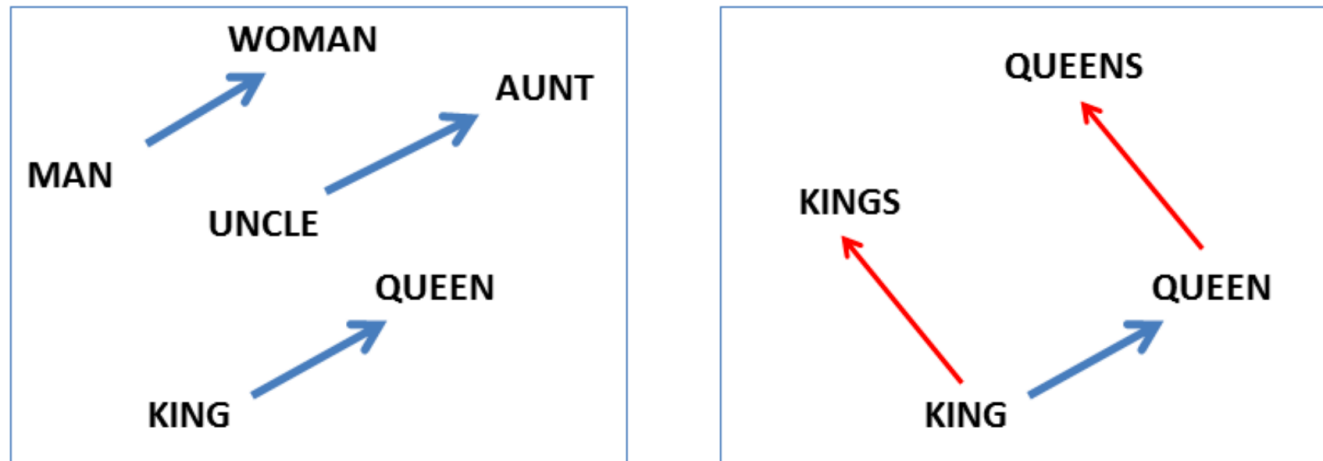 WOMAN
AUNT
MAN
UNCLE
QUEEN
KING
QUEENS
KINGS
QUEEN
KING